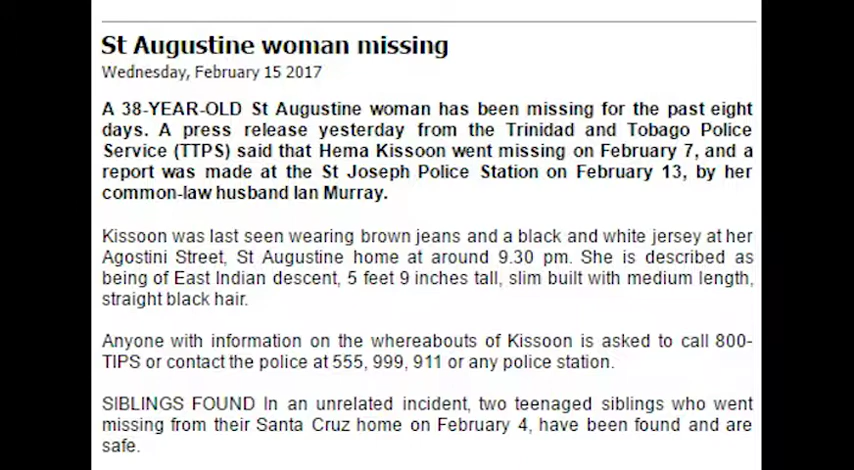 St Augustine woman missing
Wednesday, February 15 2017
A 38-YEAR-OLD St Augustine woman has been missing for the past eight
days. A press release yesterday from the Trinidad and Tobago Police
Service (TTPS) said that Hema Kissoon went missing on February 7, and a
report was made at the St Joseph Police Station on February 13, by her
common-law husband Ian Murray.
Kissoon was last seen wearing brown jeans and a black and white jersey at her
Agostini Street, St Augustine home at around 9.30 pm. She is described as
being of East Indian descent, 5 feet 9 inches tall, slim built with medium length,
straight black hair.
Anyone with information on the whereabouts of Kissoon is asked to call 800-
TIPS or contact the police at 555, 999, 911 or any police station.
SIBLINGS FOUND In an unrelated incident, two teenaged siblings who went
missing from their Santa Cruz home on February 4, have been found and are
safe.